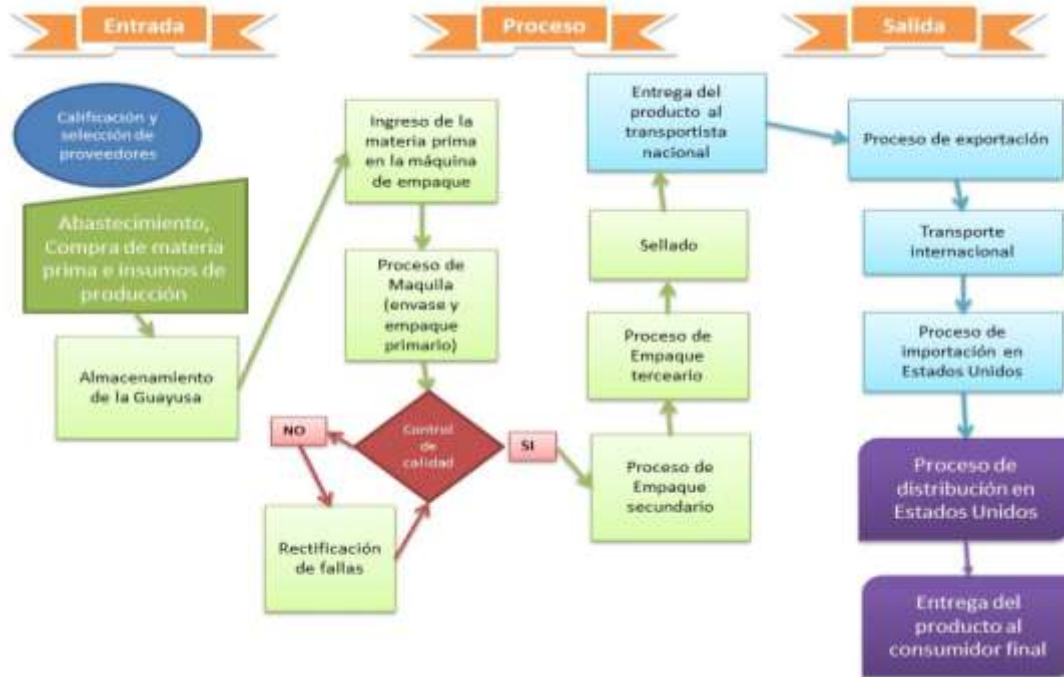 Entrada
Proceso
Salida
Calificación y
selección de
proveedores
Abastecimiento,
Compra de materia
prima e insumos de
producción
Almacenamiento
de la Guayusa
Ingreso de la
materia prima
en la máquina
de empaque
Proceso de
Maquila
(envase y
empaque
primario)
Control
de
calidad
NO
SI
Rectificación
de fallas
Proceso de
Empaque
secundario
Proceso de
Empaque
terceario
Sellado
Entrega del
producto al
transportista
nacional
Proceso de exportación
Transporte
internacional
Proceso de
importación en
Estados Unidos
Proceso de
distribución en
Estados Unidos
Entrega del
producto al
consumidor final